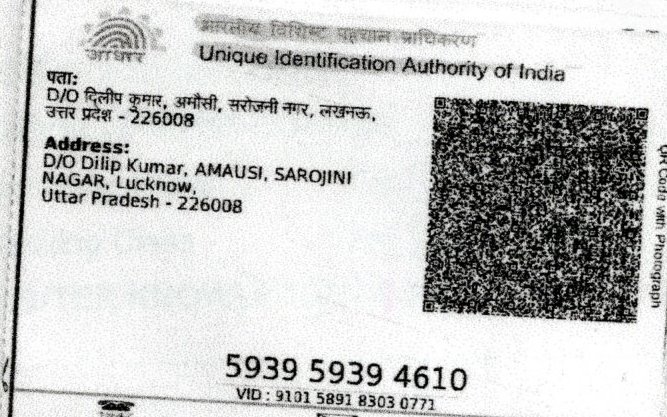 भारतीय विशिष्ट पहचान प्राधिकरण
Unique Identification Authority of India
आधार
पता:
D/O दिलीप कुमार, अमौसी, सरोजनी नगर, लखनऊ,
उत्तर प्रदेश - 226008
Address:
D/O Dilip Kumar, AMAUSI, SAROJINI
NAGAR, Lucknow,
Uttar Pradesh - 226008
QR Code with Photograph
5939 5939 4610
VID : 9101 5891 8303 0771